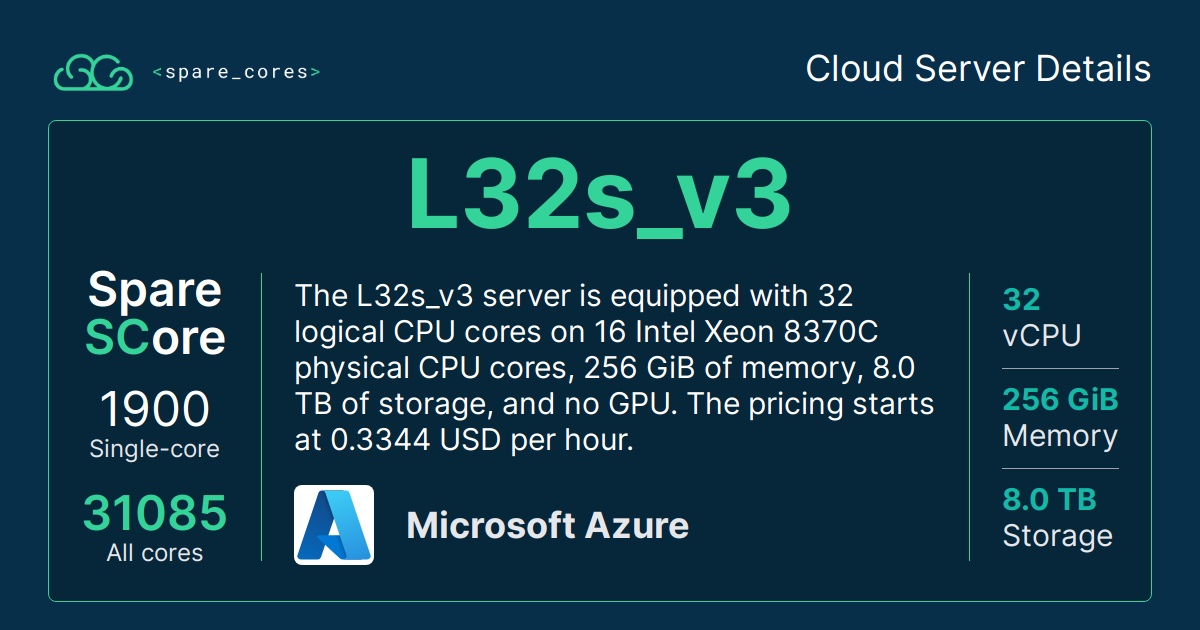 <spare_cores>
Cloud Server Details
L32s_v3
Spare
SCore
1900
Single-core
31085
All cores
The L32s_v3 server is equipped with 32
logical CPU cores on 16 Intel Xeon 8370C
physical CPU cores, 256 GiB of memory, 8.0
TB of storage, and no GPU. The pricing starts
at 0.3344 USD per hour.
Microsoft Azure
32
vCPU
256 GiB
Memory
8.0 TB
Storage